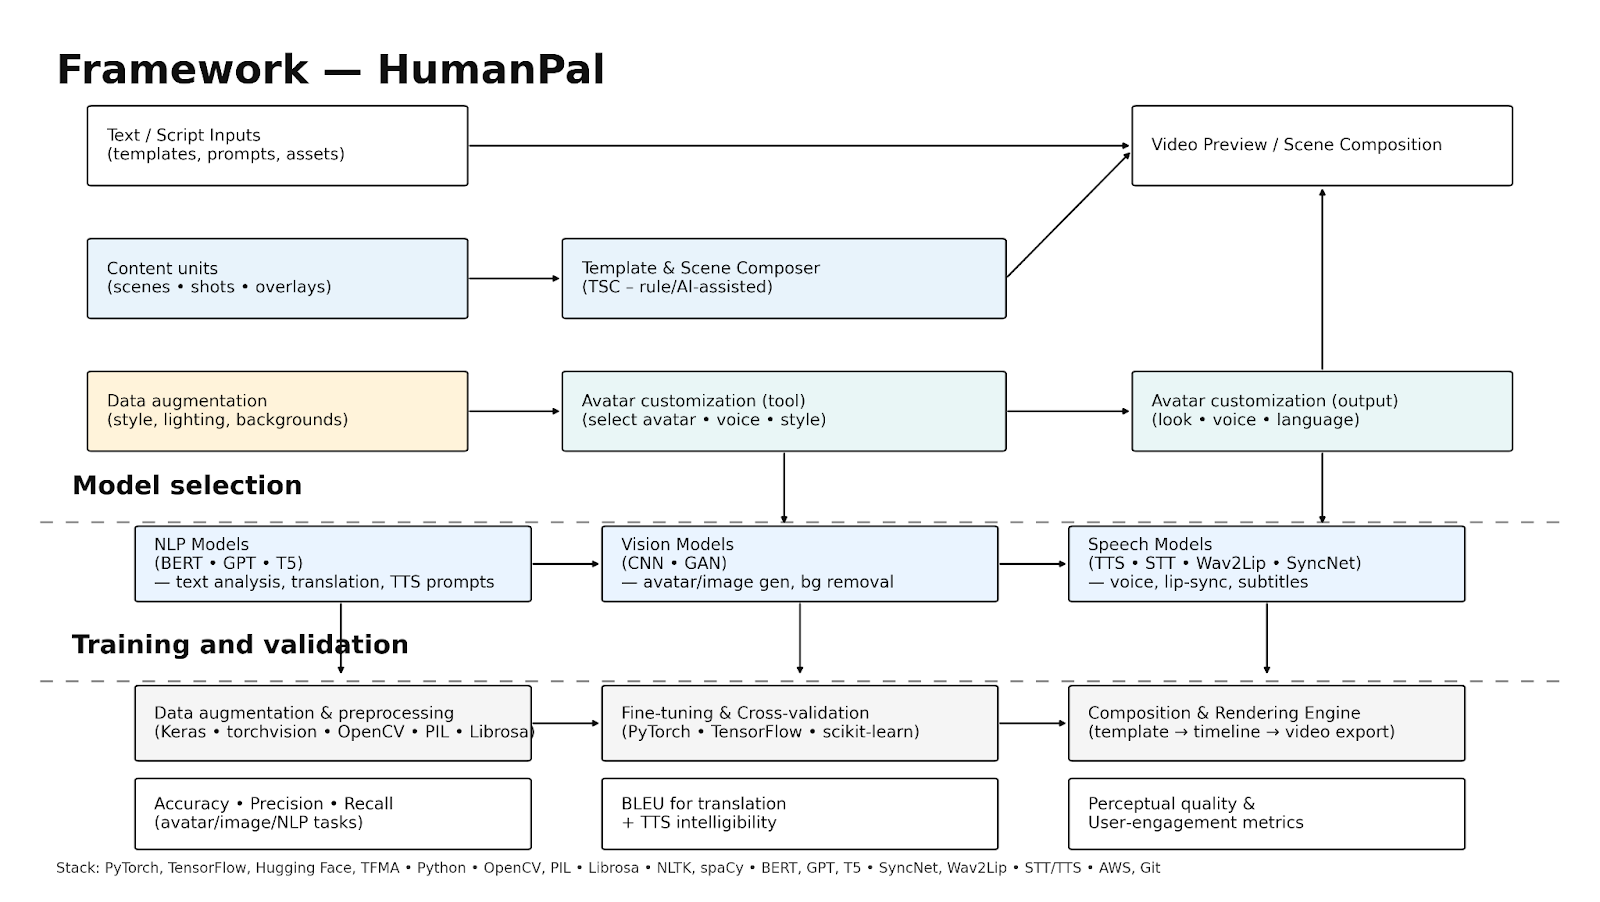 Framework — HumanPal
Text / Script Inputs
(templates, prompts, assets)
Video Preview / Scene Composition
Content units
(scenes • shots • overlays)
Template & Scene Composer
(TSC – rule/AI-assisted)
Data augmentation
(style, lighting, backgrounds)
Avatar customization (tool)
(select avatar • voice • style)
Avatar customization (output)
(look • voice • language)
Model selection
NLP Models
(BERT • GPT • T5)
— text analysis, translation, TTS prompts
Vision Models
(CNN • GAN)
— avatar/image gen, bg removal
Speech Models
(TTS • STT • Wav2Lip • SyncNet)
— voice, lip-sync, subtitles
Training and validation
Data augmentation & preprocessing
(Keras • torchvision • OpenCV • PIL • Librosa)
Fine-tuning & Cross-validation
(PyTorch • TensorFlow • scikit-learn)
Composition & Rendering Engine
(template → timeline → video export)
Accuracy • Precision • Recall
(avatar/image/NLP tasks)
BLEU for translation
+ TTS intelligibility
Perceptual quality &
User-engagement metrics
Stack: PyTorch, TensorFlow, Hugging Face, TFMA • Python • OpenCV, PIL • Librosa • NLTK, spaCy • BERT, GPT, T5 • SyncNet, Wav2Lip • STT/TTS • AWS, Git